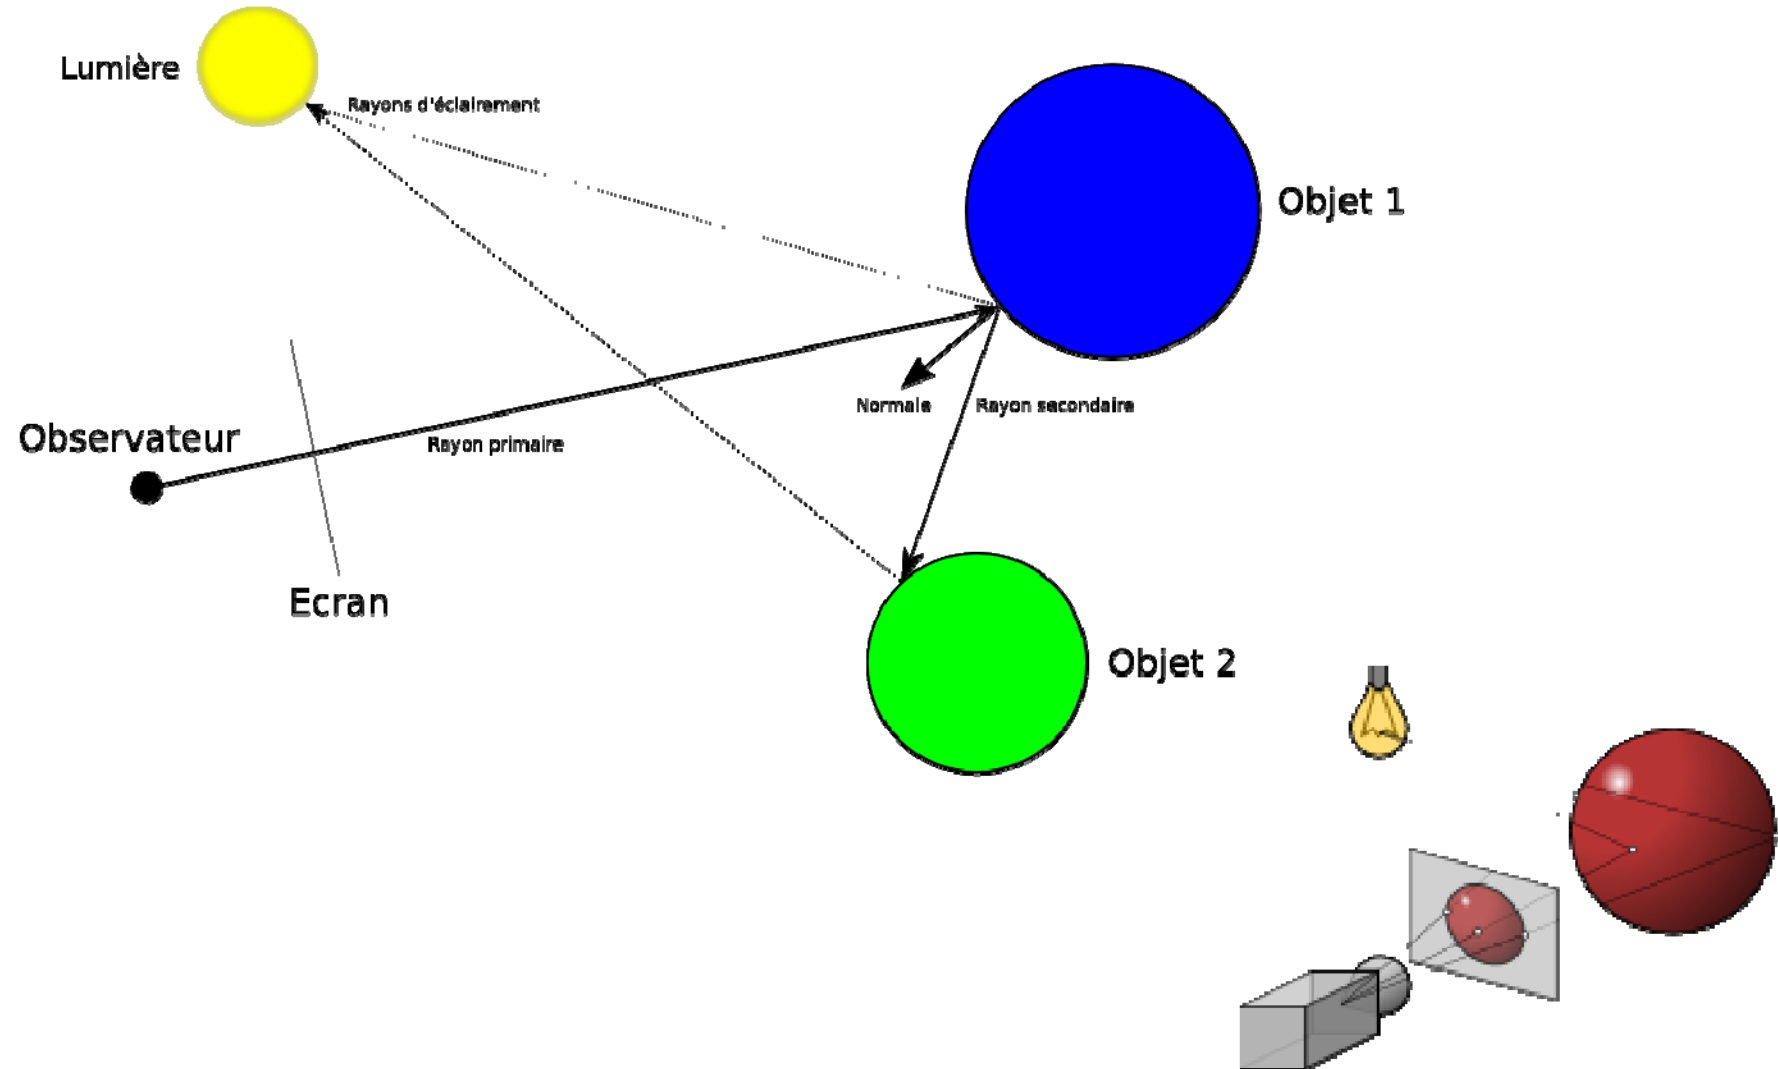 Lumière
Rayons d'éclairement
Objet 1
Normale
Rayon secondaire
Observateur
Rayon primaire
Ecran
Objet 2